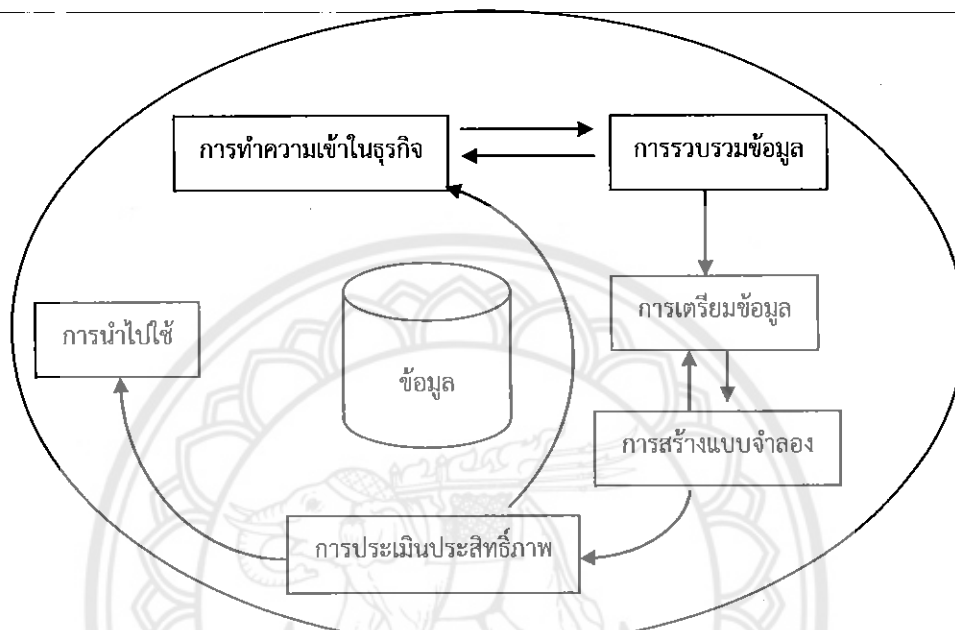 การทำความเข้าในธุรกิจ
การรวบรวมข้อมูล
การเตรียมข้อมูล
การนำไปใช้
ข้อมูล
การสร้างแบบจำลอง
การประเมินประสิทธิ์ภาพ